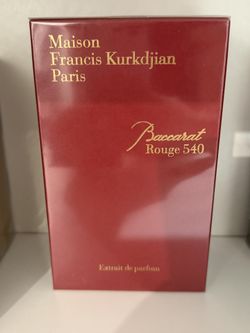 Maison
Francis Kurkdjian
Paris
Baccarat
Rouge 540
Extrait de parfum